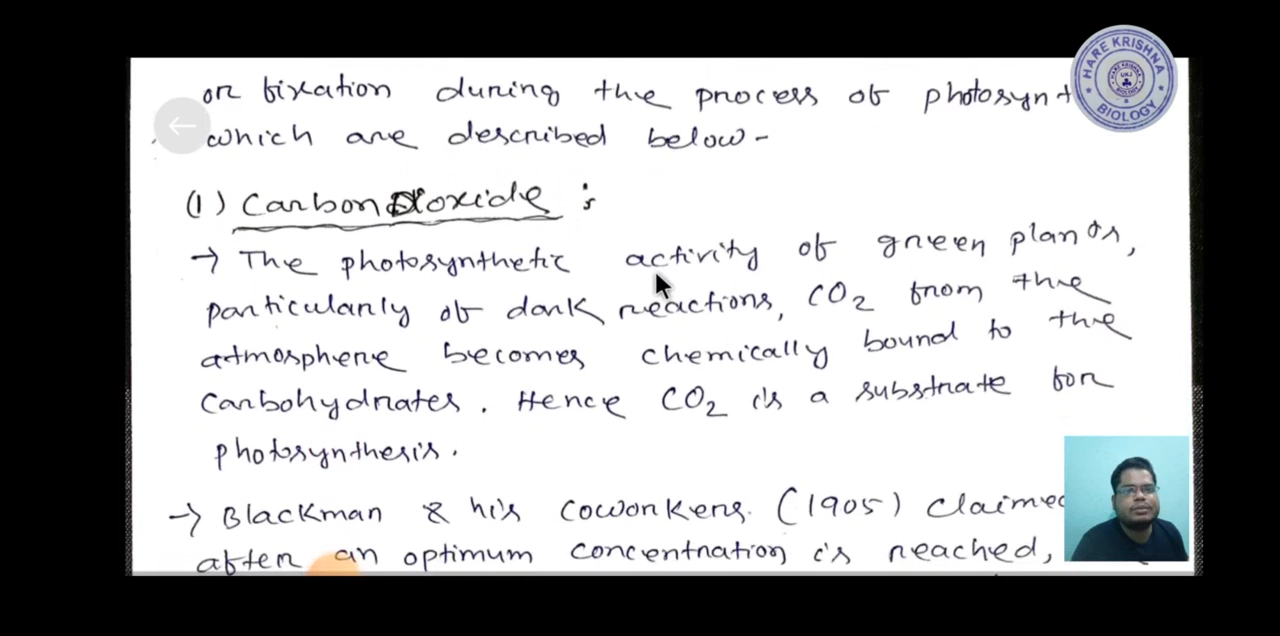 or fixation during the process of photosynt
which are described below -
HARE KRISHNA
UKJ
BIOLOGY
(1) Carbon Dioxide :
→ The photosynthetic activity of green plants,
particularly of dark reactions, CO2 from the
atmosphere becomes chemically bound to the
carbohydrates. Hence CO2 is a substrate for
photosynthesis.
→ Blackman & his coworkers. (1905) claimed
after an optimum concentration is reached,